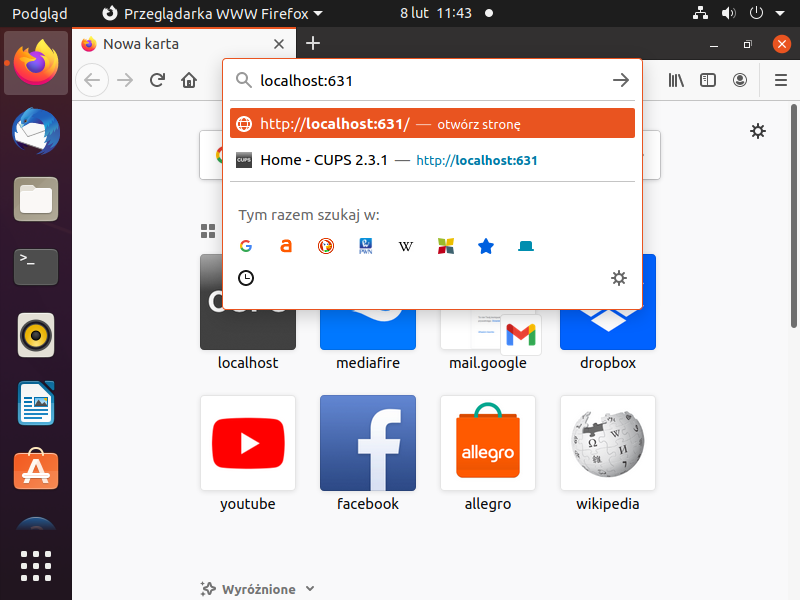 Podgląd
Przeglądarka WWW Firefox
8 lut 11:43
Nowa karta
localhost:631
http://localhost:631/ — otwórz stronę
CUPS
Home - CUPS 2.3.1 — http://localhost:631
Tym razem szukaj w:
PWN
W
localhost
mediafire
mail.google
dropbox
allegro
youtube
facebook
allegro
wikipedia
Wyróżnione